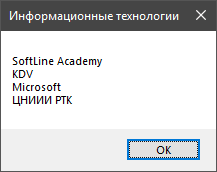 Информационные технологии
SoftLine Academy
KDV
Microsoft
ЦНИИИ РТК
OK